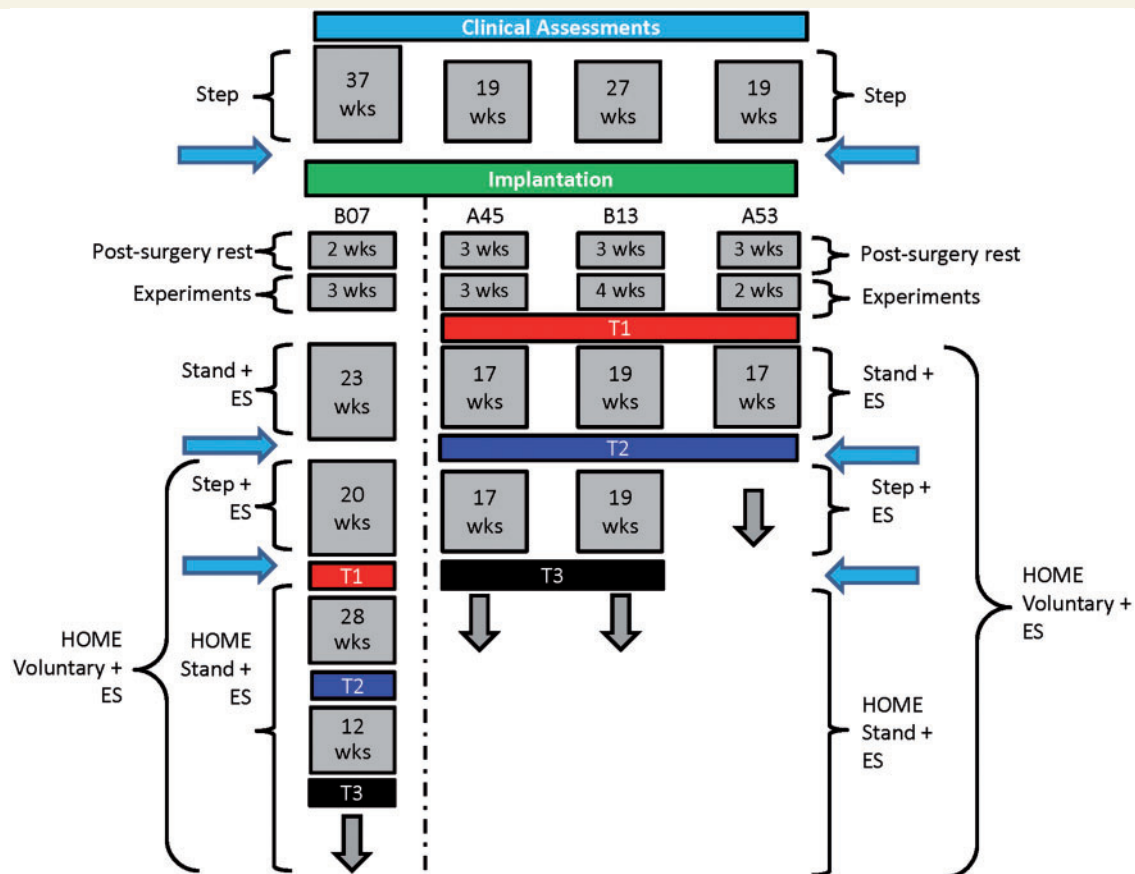 Clinical Assessments
Step
37
wks
19
wks
27
wks
19
wks
Step
Implantation
B07
A45
B13
A53
Post-surgery rest
2 wks
3 wks
3 wks
3 wks
Post-surgery rest
Experiments
3 wks
3 wks
4 wks
2 wks
Experiments
T1
Stand +
ES
23
wks
17
wks
19
wks
17
wks
Stand +
ES
T2
Step +
ES
20
wks
17
wks
19
wks
Step +
ES
T1
T3
HOME
Voluntary +
ES
HOME
Stand +
ES
28
wks
T2
12
wks
T3
HOME
Stand +
ES
HOME
Voluntary +
ES